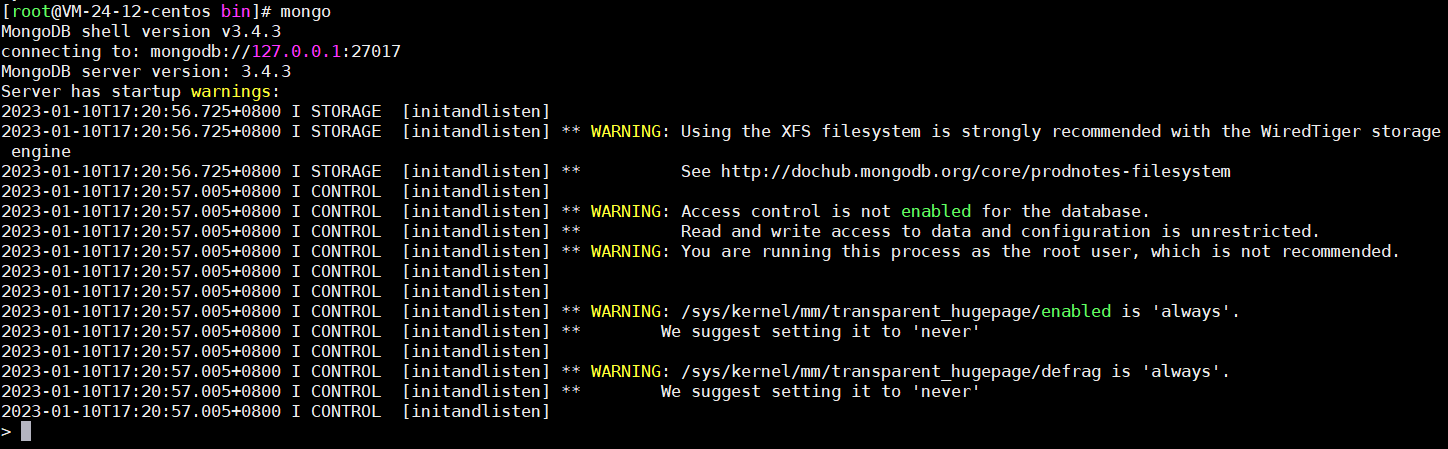 [root@VM-24-12-centos bin]# mongo
MongoDB shell version v3.4.3
connecting to: mongodb://127.0.0.1:27017
MongoDB server version: 3.4.3
Server has startup warnings:
2023-01-10T17:20:56.725+0800 I STORAGE  [initandlisten]
2023-01-10T17:20:56.725+0800 I STORAGE  [initandlisten] ** WARNING: Using the XFS filesystem is strongly recommended with the WiredTiger storage
 engine
2023-01-10T17:20:56.725+0800 I STORAGE  [initandlisten] **          See http://dochub.mongodb.org/core/prodnotes-filesystem
2023-01-10T17:20:57.005+0800 I CONTROL  [initandlisten]
2023-01-10T17:20:57.005+0800 I CONTROL  [initandlisten] ** WARNING: Access control is not enabled for the database.
2023-01-10T17:20:57.005+0800 I CONTROL  [initandlisten] **          Read and write access to data and configuration is unrestricted.
2023-01-10T17:20:57.005+0800 I CONTROL  [initandlisten] ** WARNING: You are running this process as the root user, which is not recommended.
2023-01-10T17:20:57.005+0800 I CONTROL  [initandlisten]
2023-01-10T17:20:57.005+0800 I CONTROL  [initandlisten]
2023-01-10T17:20:57.005+0800 I CONTROL  [initandlisten] ** WARNING: /sys/kernel/mm/transparent_hugepage/enabled is 'always'.
2023-01-10T17:20:57.005+0800 I CONTROL  [initandlisten] **        We suggest setting it to 'never'
2023-01-10T17:20:57.005+0800 I CONTROL  [initandlisten]
2023-01-10T17:20:57.005+0800 I CONTROL  [initandlisten] ** WARNING: /sys/kernel/mm/transparent_hugepage/defrag is 'always'.
2023-01-10T17:20:57.005+0800 I CONTROL  [initandlisten] **        We suggest setting it to 'never'
2023-01-10T17:20:57.005+0800 I CONTROL  [initandlisten]
>